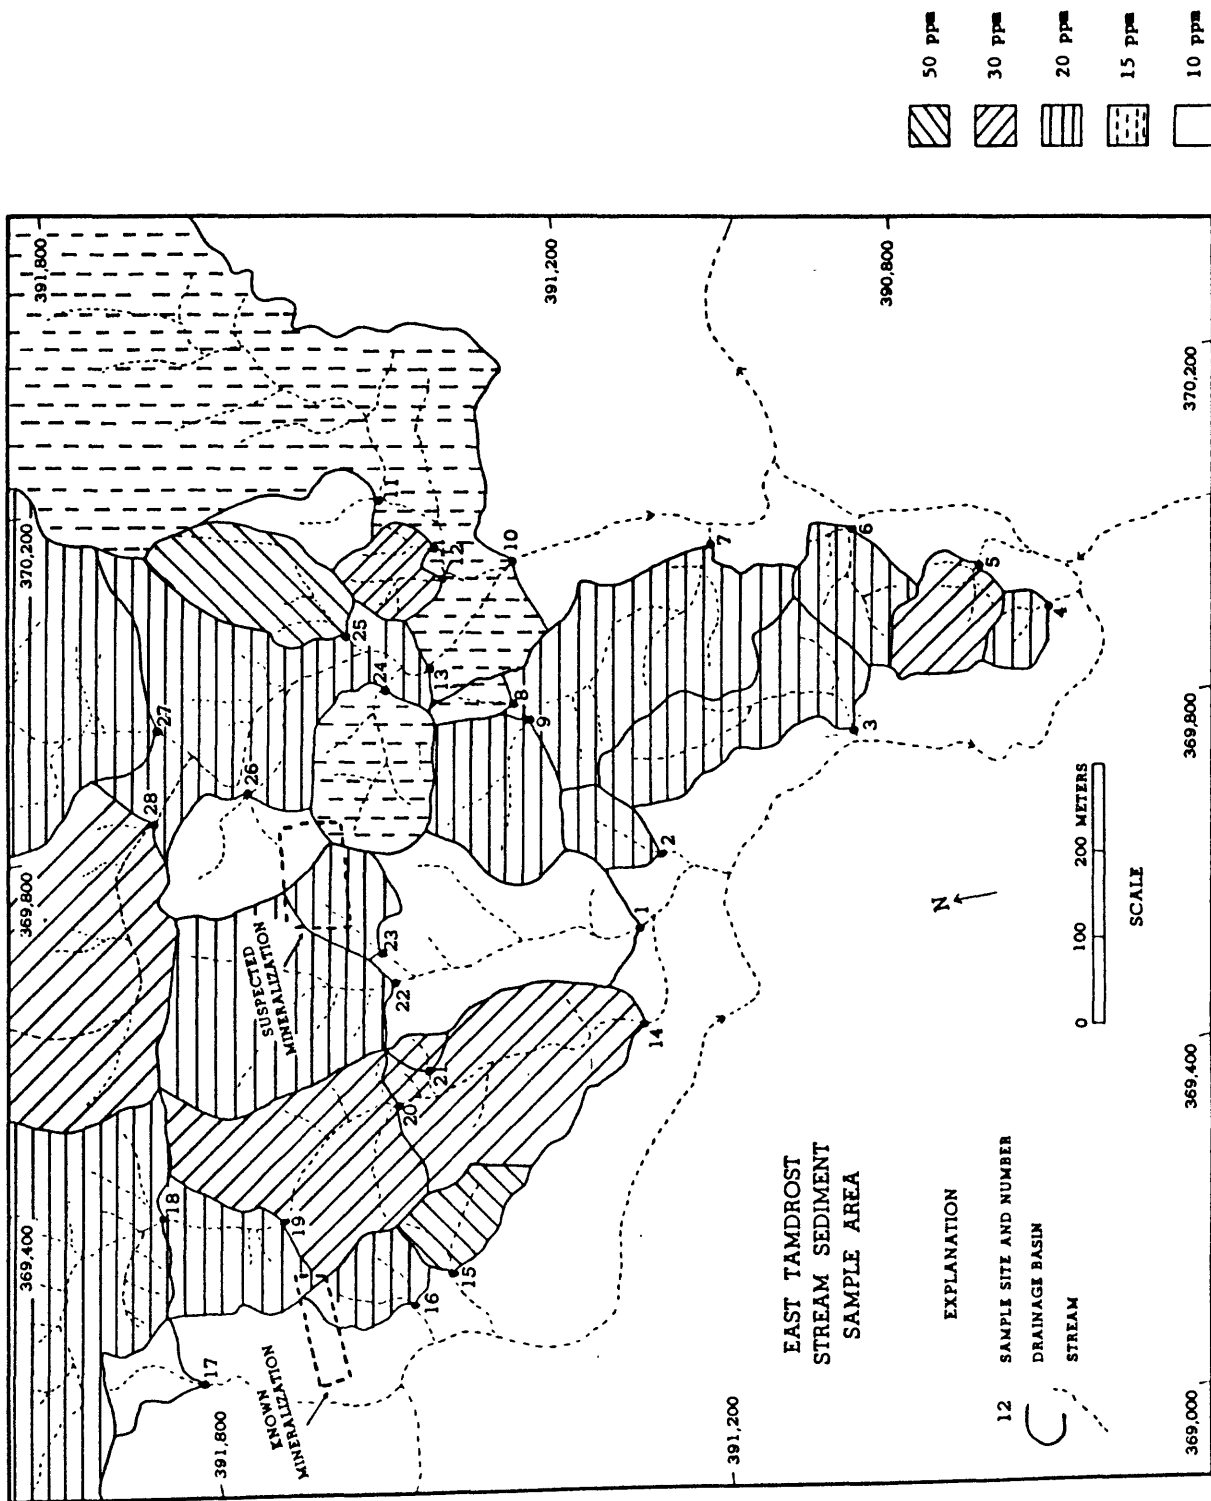 50 ppm
30 ppm
20 ppm
15 ppm
10 ppm
391,800
391,200
390,800
370,200
370,200
369,800
369,800
369,400
369,400
369,000
391,800
391,200
28
27
26
25
24
23
22
21
20
19
18
17
16
15
14
13
12
11
10
9
8
7
6
5
4
3
2
1
SUSPECTED
MINERALIZATION
KNOWN
MINERALIZATION
N
0 100 200 METERS
SCALE
EAST TAMDROST
STREAM SEDIMENT
SAMPLE AREA
EXPLANATION
12 SAMPLE SITE AND NUMBER
DRAINAGE BASIN
STREAM